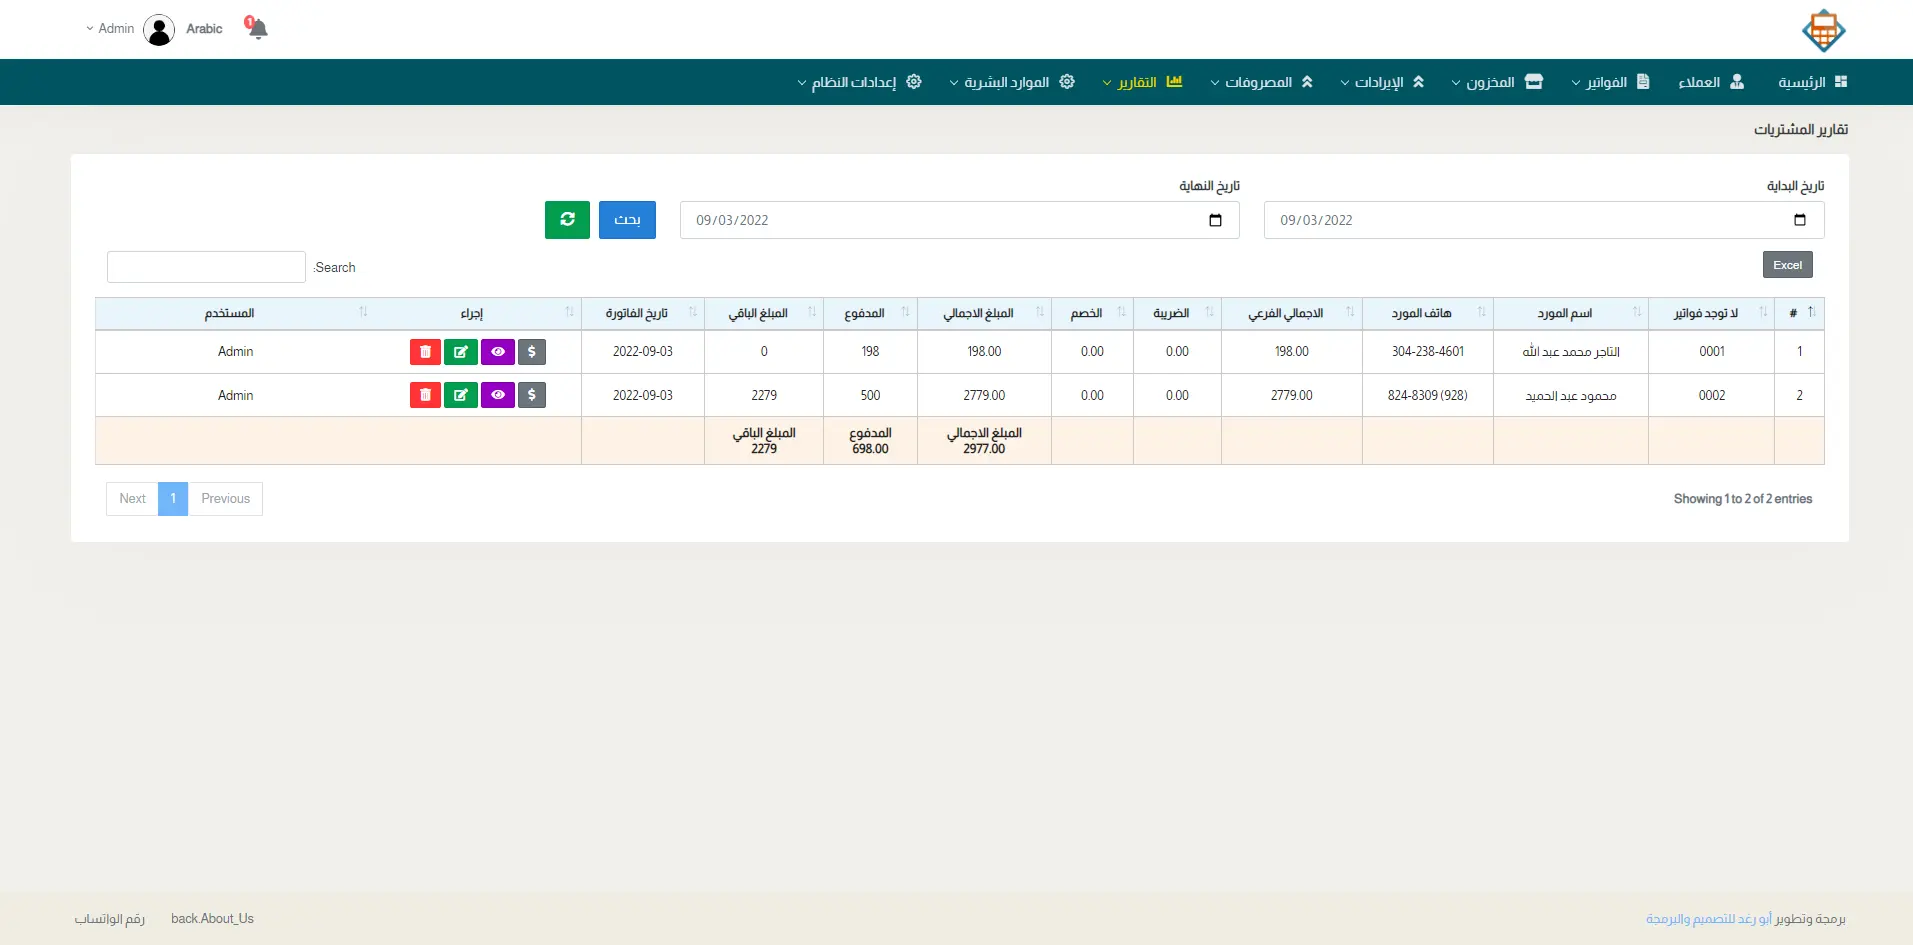 Arabic
Admin
1
الرئيسية
العملاء
الفواتير
المخزون
الإيرادات
المصروفات
التقارير
الموارد البشرية
إعدادات النظام
تقارير المشتريات
تاريخ البداية
تاريخ النهاية
09/03/2022
09/03/2022
بحث
Excel
Search:
# لا توجد فواتير اسم المورد هاتف المورد الاجمالي الفرعي الضريبة الخصم المبلغ الاجمالي المدفوع المبلغ الباقي تاريخ الفاتورة إجراء المستخدم
1 0001 التاجر محمد عبد الله 304-238-4601 198.00 0.00 0.00 198.00 198 0 2022-09-03 $ Admin
2 0002 محمود عبد الحميد 824-8309 (928) 2779.00 0.00 0.00 2779.00 500 2279 2022-09-03 $ Admin
المبلغ الاجمالي المدفوع المبلغ الباقي
2977.00 698.00 2279
Showing 1 to 2 of 2 entries
Previous 1 Next
برمجة وتطوير أبو رغد للتصميم والبرمجة
back.About_Us
رقم الواتساب